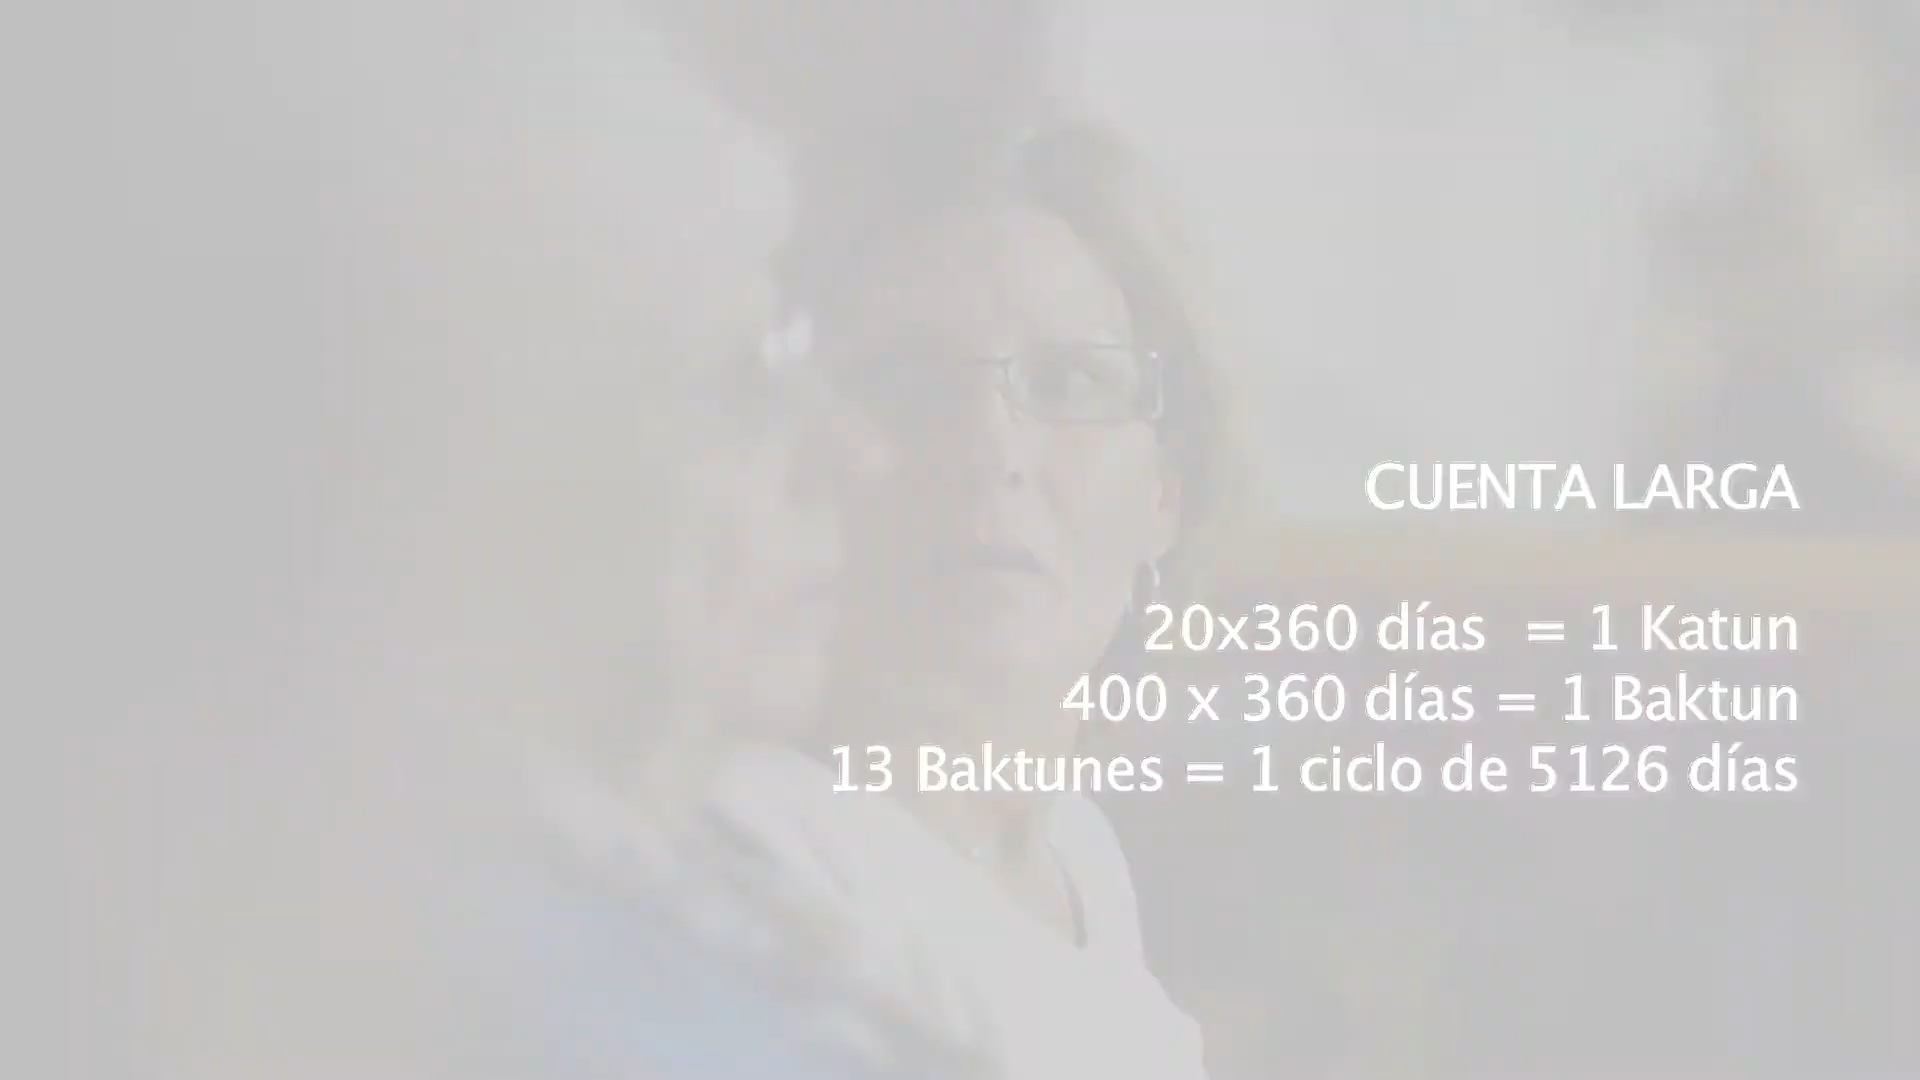 CUENTA LARGA
20x360 días = 1 Katun
400 x 360 días = 1 Baktun
13 Baktunes = 1 ciclo de 5126 días